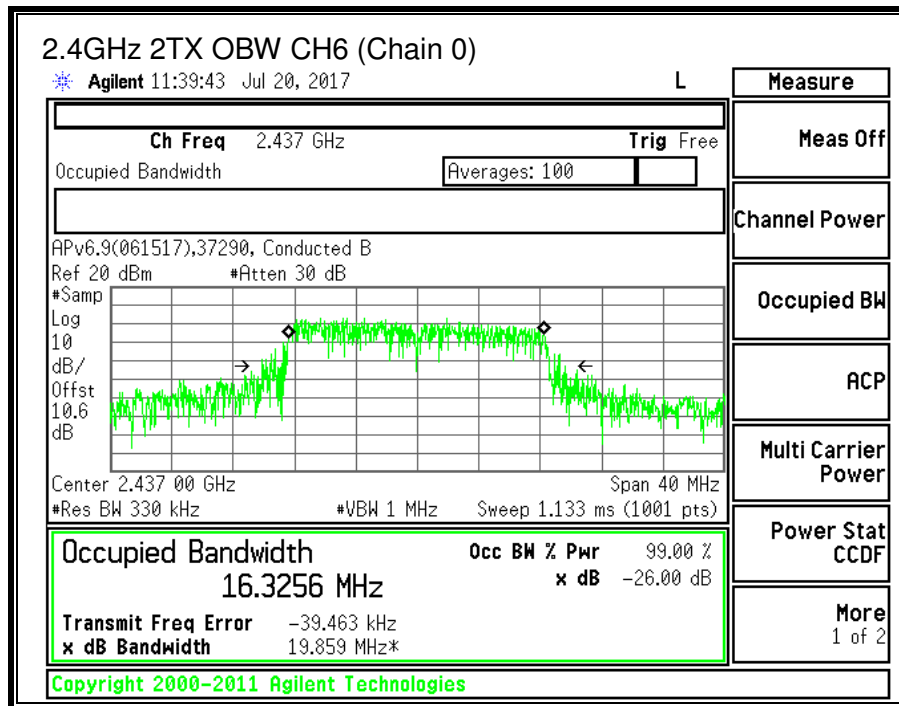 2.4GHz 2TX OBW CH6 (Chain 0)
Agilent 11:39:43 Jul 20, 2017 L
Measure
Ch Freq 2.437 GHz Trig Free
Occupied Bandwidth Averages: 100
APv6.9(061517),37290, Conducted B
Ref 20 dBm #Atten 30 dB
#Samp
Log
10
dB/
Offst
10.6
dB
Center 2.437 00 GHz Span 40 MHz
#Res BW 330 kHz #VBW 1 MHz Sweep 1.133 ms (1001 pts)
Occupied Bandwidth Occ BW % Pwr 99.00 %
16.3256 MHz x dB -26.00 dB
Transmit Freq Error -39.463 kHz
x dB Bandwidth 19.859 MHz*
Meas Off
Channel Power
Occupied BW
ACP
Multi Carrier
Power
Power Stat
CCDF
More
1 of 2
Copyright 2000-2011 Agilent Technologies